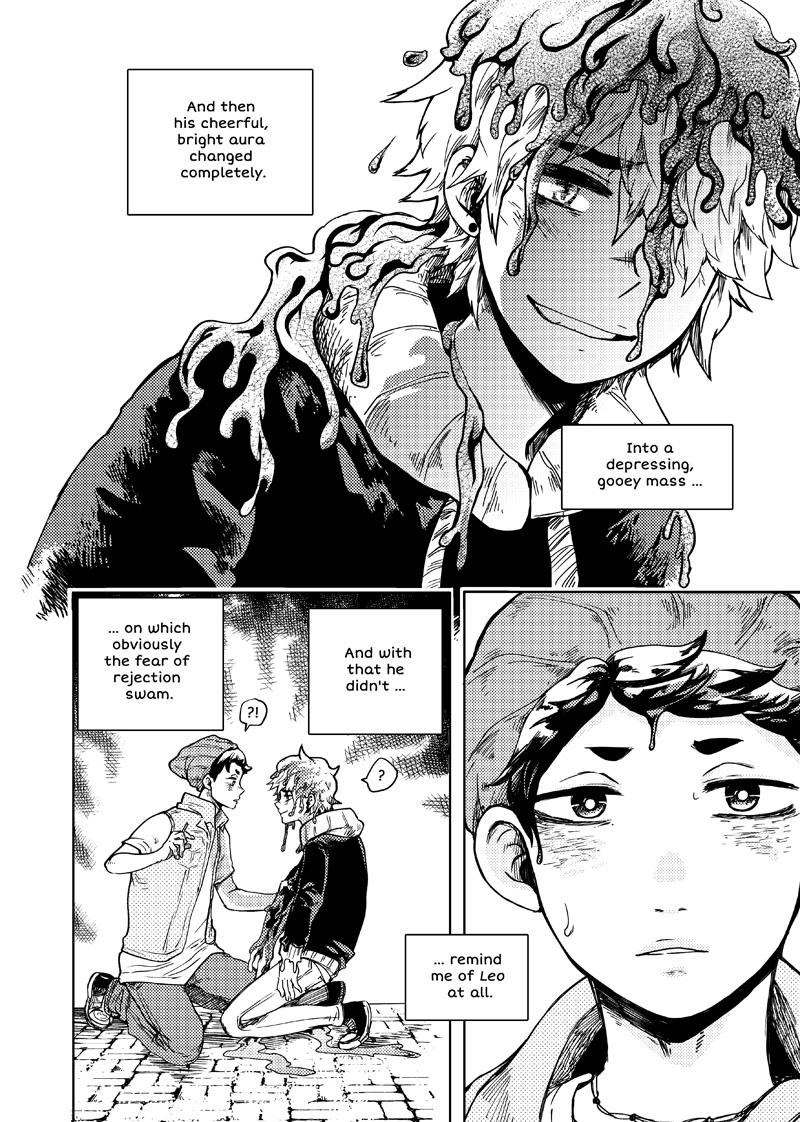 And then
his cheerful,
bright aura
changed
completely.
Into a
depressing,
gooey mass ...
... on which
obviously
the fear of
rejection
swam.
And with
that he
didn't ...
?!
?
... remind
me of Leo
at all.